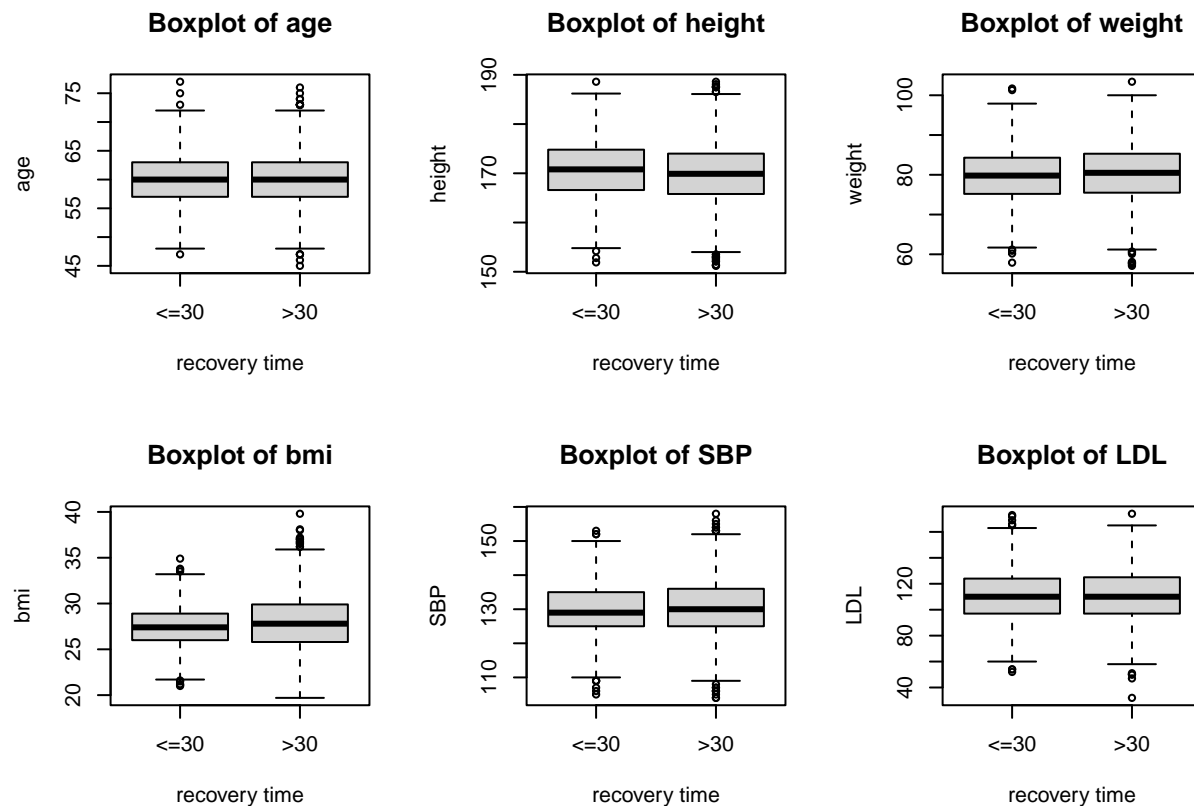 Boxplot of age
75
65
55
45
age
<=30 >30
recovery time
Boxplot of height
190
170
150
height
<=30 >30
recovery time
Boxplot of weight
100
80
60
weight
<=30 >30
recovery time
Boxplot of bmi
40
35
30
25
20
bmi
<=30 >30
recovery time
Boxplot of SBP
150
130
110
SBP
<=30 >30
recovery time
Boxplot of LDL
120
80
40
LDL
<=30 >30
recovery time